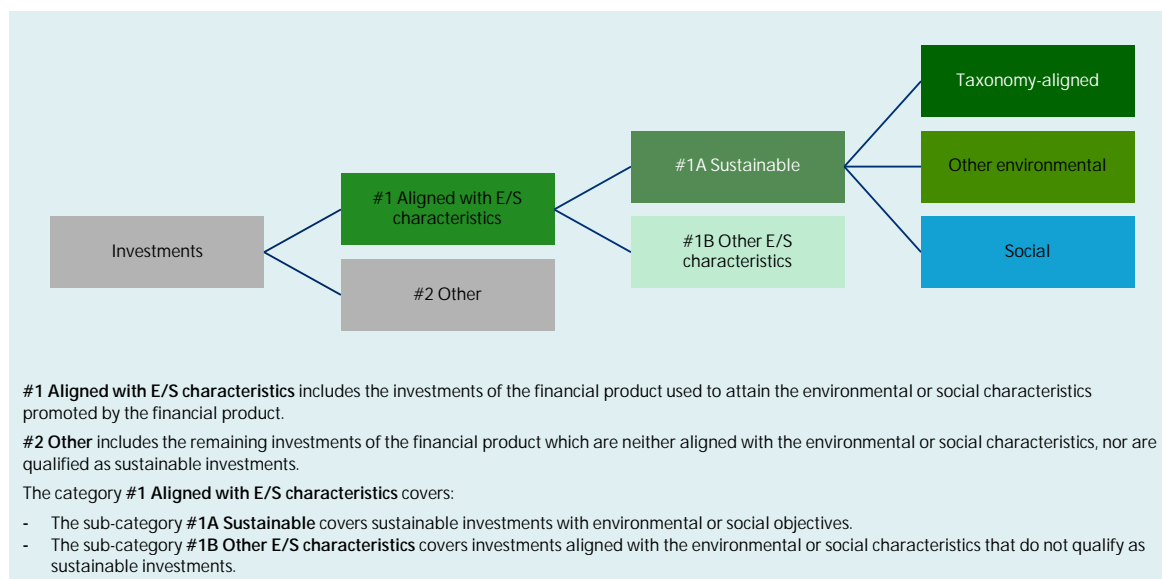 Taxonomy-aligned
#1A Sustainable
Other environmental
#1 Aligned with E/S
characteristics
Investments
#1B Other E/S
characteristics
Social
#2 Other
#1 Aligned with E/S characteristics includes the investments of the financial product used to attain the environmental or social characteristics
promoted by the financial product.
#2 Other includes the remaining investments of the financial product which are neither aligned with the environmental or social characteristics, nor are
qualified as sustainable investments.
The category #1 Aligned with E/S characteristics covers:
- The sub-category #1A Sustainable covers sustainable investments with environmental or social objectives.
- The sub-category #1B Other E/S characteristics covers investments aligned with the environmental or social characteristics that do not qualify as
sustainable investments.